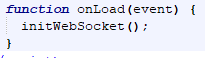 function onLoad(event) {
initWebSocket();
}